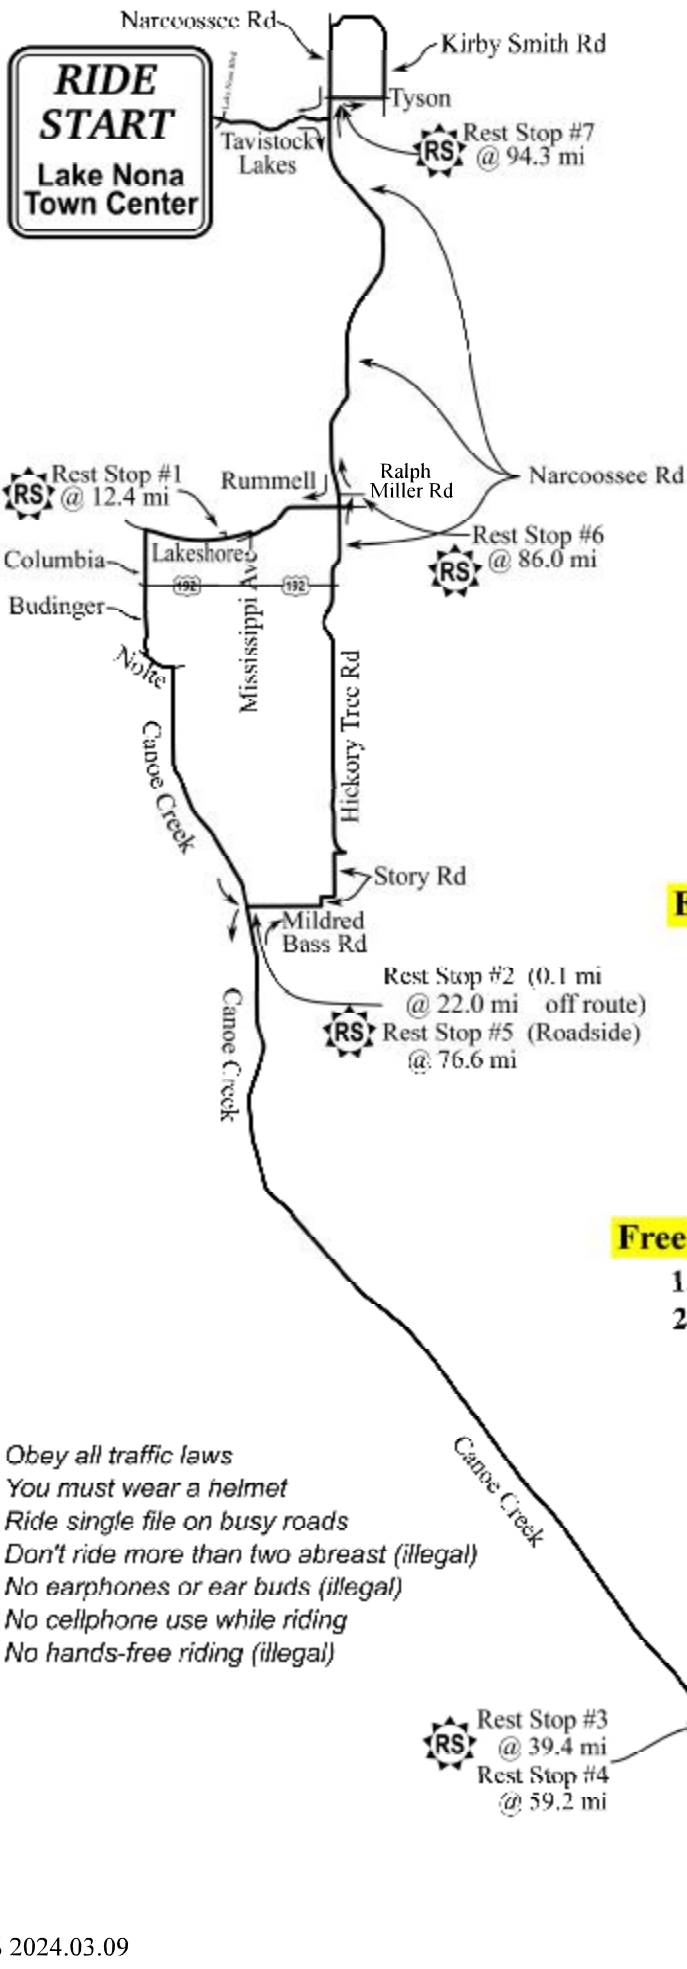 Narcoossee Rd
Kirby Smith Rd
RIDE
START
Lake Nona
Town Center
Lake Nona Blvd
Tyson
Tavistock
Lakes
Rest Stop #7
RS @ 94.3 mi
Rest Stop #1
RS @ 12.4 mi
Rummell
Ralph
Miller Rd
Narcoossee Rd
Rest Stop #6
RS @ 86.0 mi
Columbia
Lakeshore
192
192
Budinger
Mississippi Av
Nolte
Hickory Tree Rd
Canoe Creek
Story Rd
Mildred
Bass Rd
Rest Stop #2 (0.1 mi
@ 22.0 mi off route)
RS Rest Stop #5 (Roadside)
@ 76.6 mi
Canoe Creek
Free
1
2
Canoe Creek
Obey all traffic laws
You must wear a helmet
Ride single file on busy roads
Don't ride more than two abreast (illegal)
No earphones or ear buds (illegal)
No cellphone use while riding
No hands-free riding (illegal)
Rest Stop #3
RS @ 39.4 mi
Rest Stop #4
@ 59.2 mi
2024.03.09